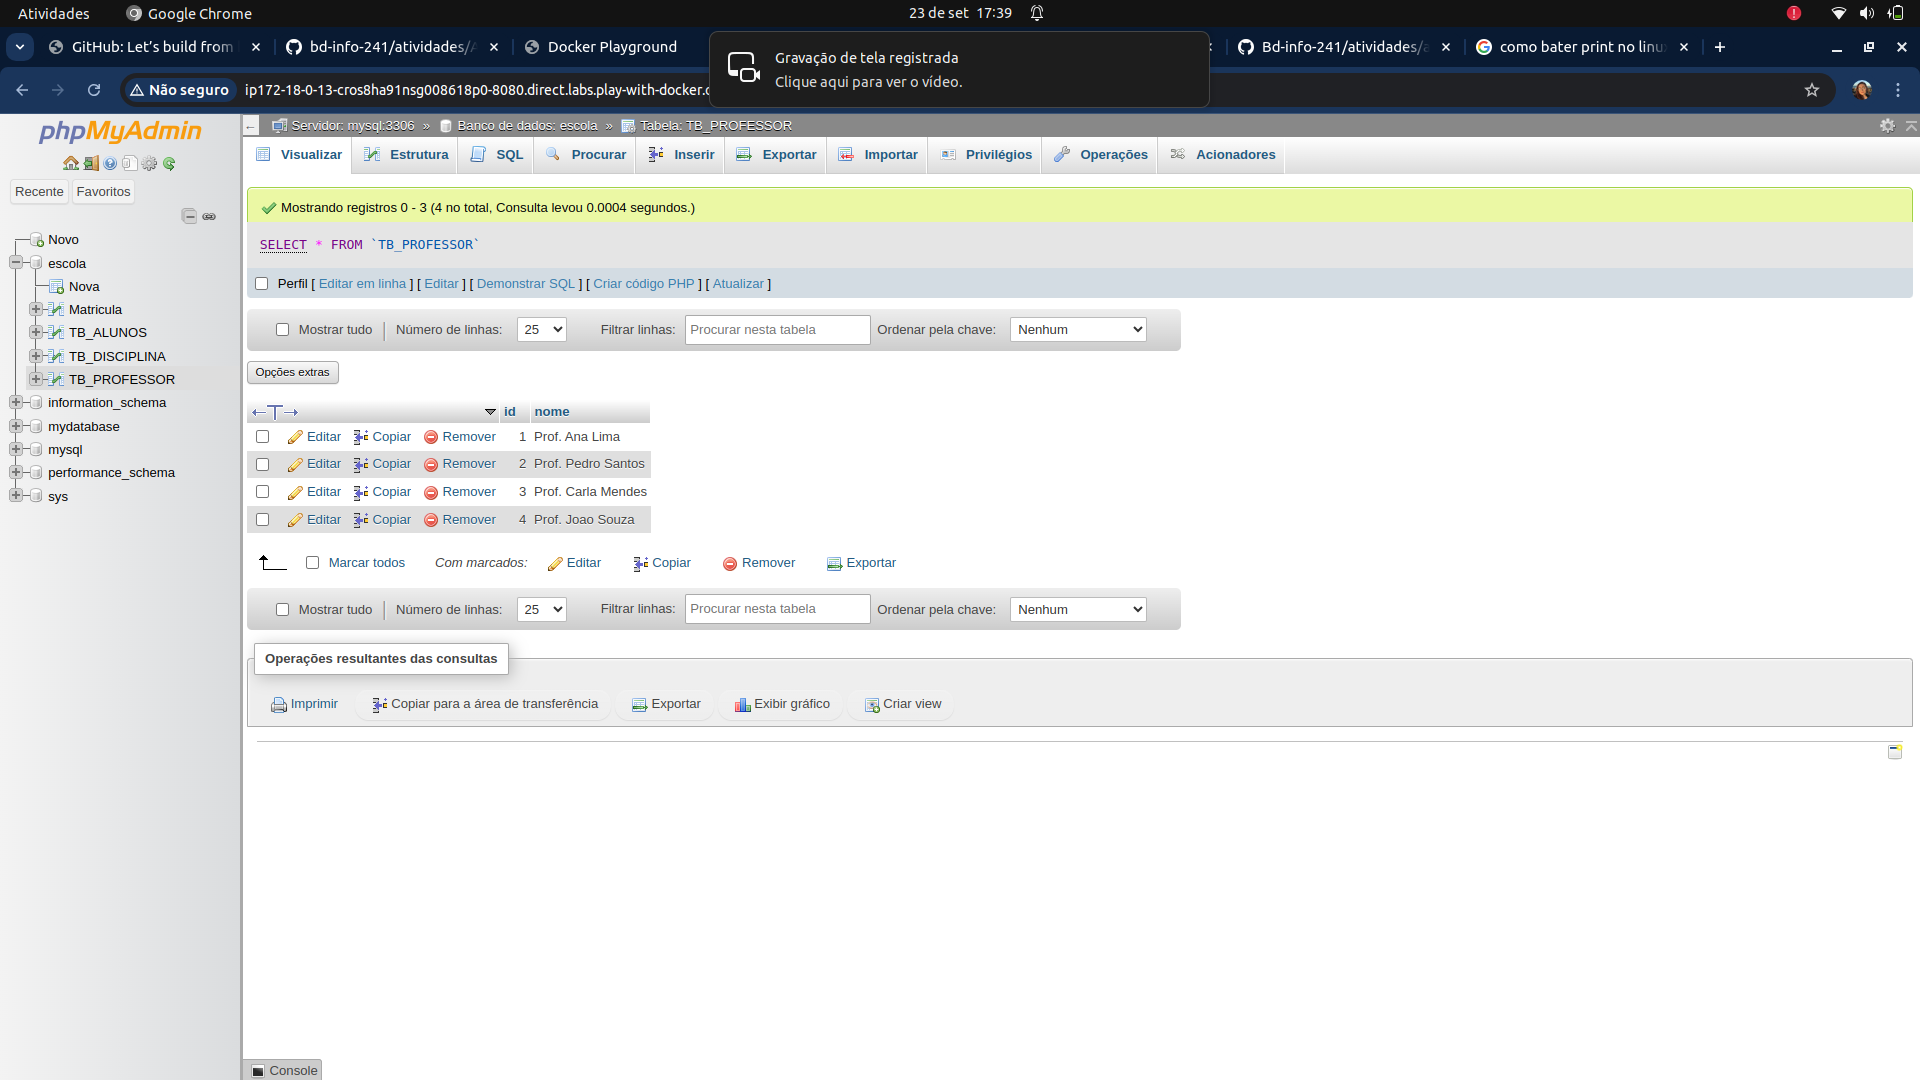 Atividades
Google Chrome
23 de set 17:39
GitHub: Let's build from
bd-info-241/atividades/
Docker Playground
Bd-info-241/atividades/
como bater print no linu
Gravação de tela registrada
Clique aqui para ver o vídeo.
Não seguro
ip172-18-0-13-cros8ha91nsg008618p0-8080.direct.labs.play-with-docker.c
phpMyAdmin
Recente
Favoritos
Novo
escola
Nova
Matricula
TB_ALUNOS
TB_DISCIPLINA
TB_PROFESSOR
information_schema
mydatabase
mysql
performance_schema
sys
Servidor: mysql:3306 » Banco de dados: escola » Tabela: TB_PROFESSOR
Visualizar Estrutura SQL Procurar Inserir Exportar Importar Privilégios Operações Acionadores
Mostrando registros 0 - 3 (4 no total, Consulta levou 0.0004 segundos.)
SELECT * FROM `TB_PROFESSOR`
Perfil [ Editar em linha ] [ Editar ] [ Demonstrar SQL ] [ Criar código PHP ] [ Atualizar ]
Mostrar tudo | Número de linhas: 25 Filtrar linhas: Procurar nesta tabela Ordenar pela chave: Nenhum
Opções extras
←T→ id nome
Editar Copiar Remover 1 Prof. Ana Lima
Editar Copiar Remover 2 Prof. Pedro Santos
Editar Copiar Remover 3 Prof. Carla Mendes
Editar Copiar Remover 4 Prof. Joao Souza
Marcar todos Com marcados: Editar Copiar Remover Exportar
Mostrar tudo | Número de linhas: 25 Filtrar linhas: Procurar nesta tabela Ordenar pela chave: Nenhum
Operações resultantes das consultas
Imprimir Copiar para a área de transferência Exportar Exibir gráfico Criar view
Console